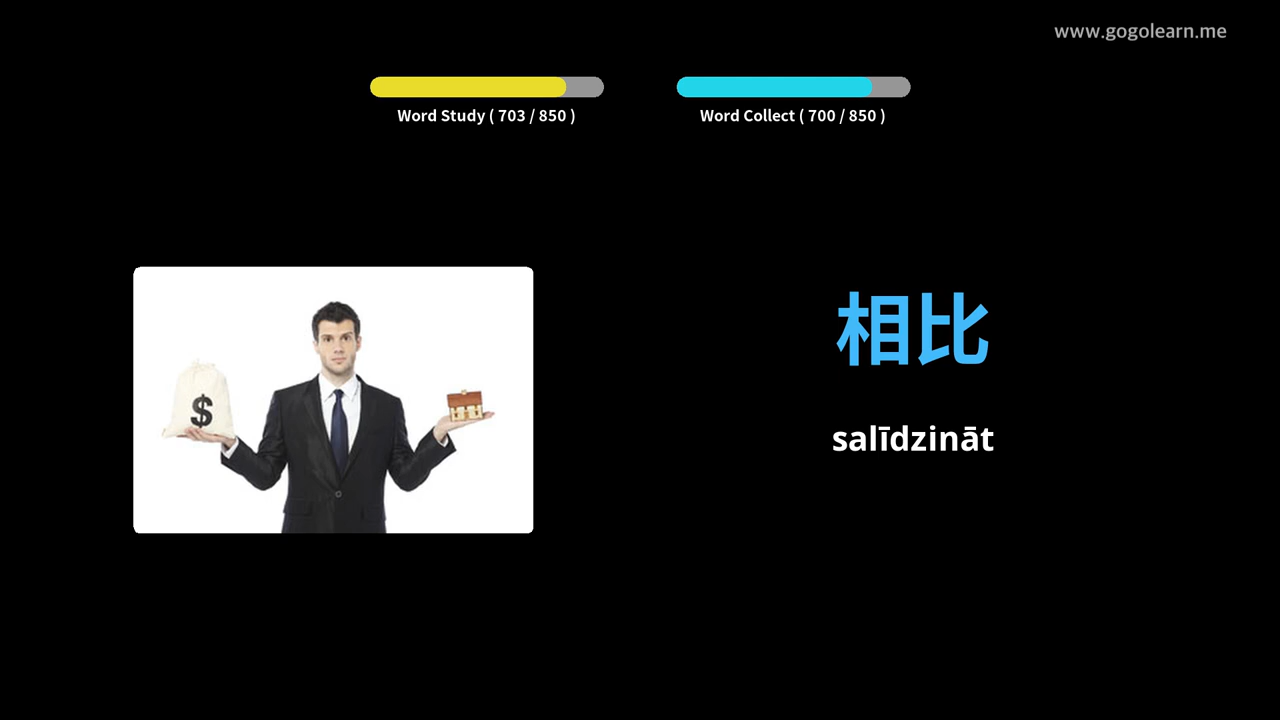 www.gogolearn.me
Word Study ( 703 / 850 )
Word Collect ( 700 / 850 )
相比
$
salīdzināt